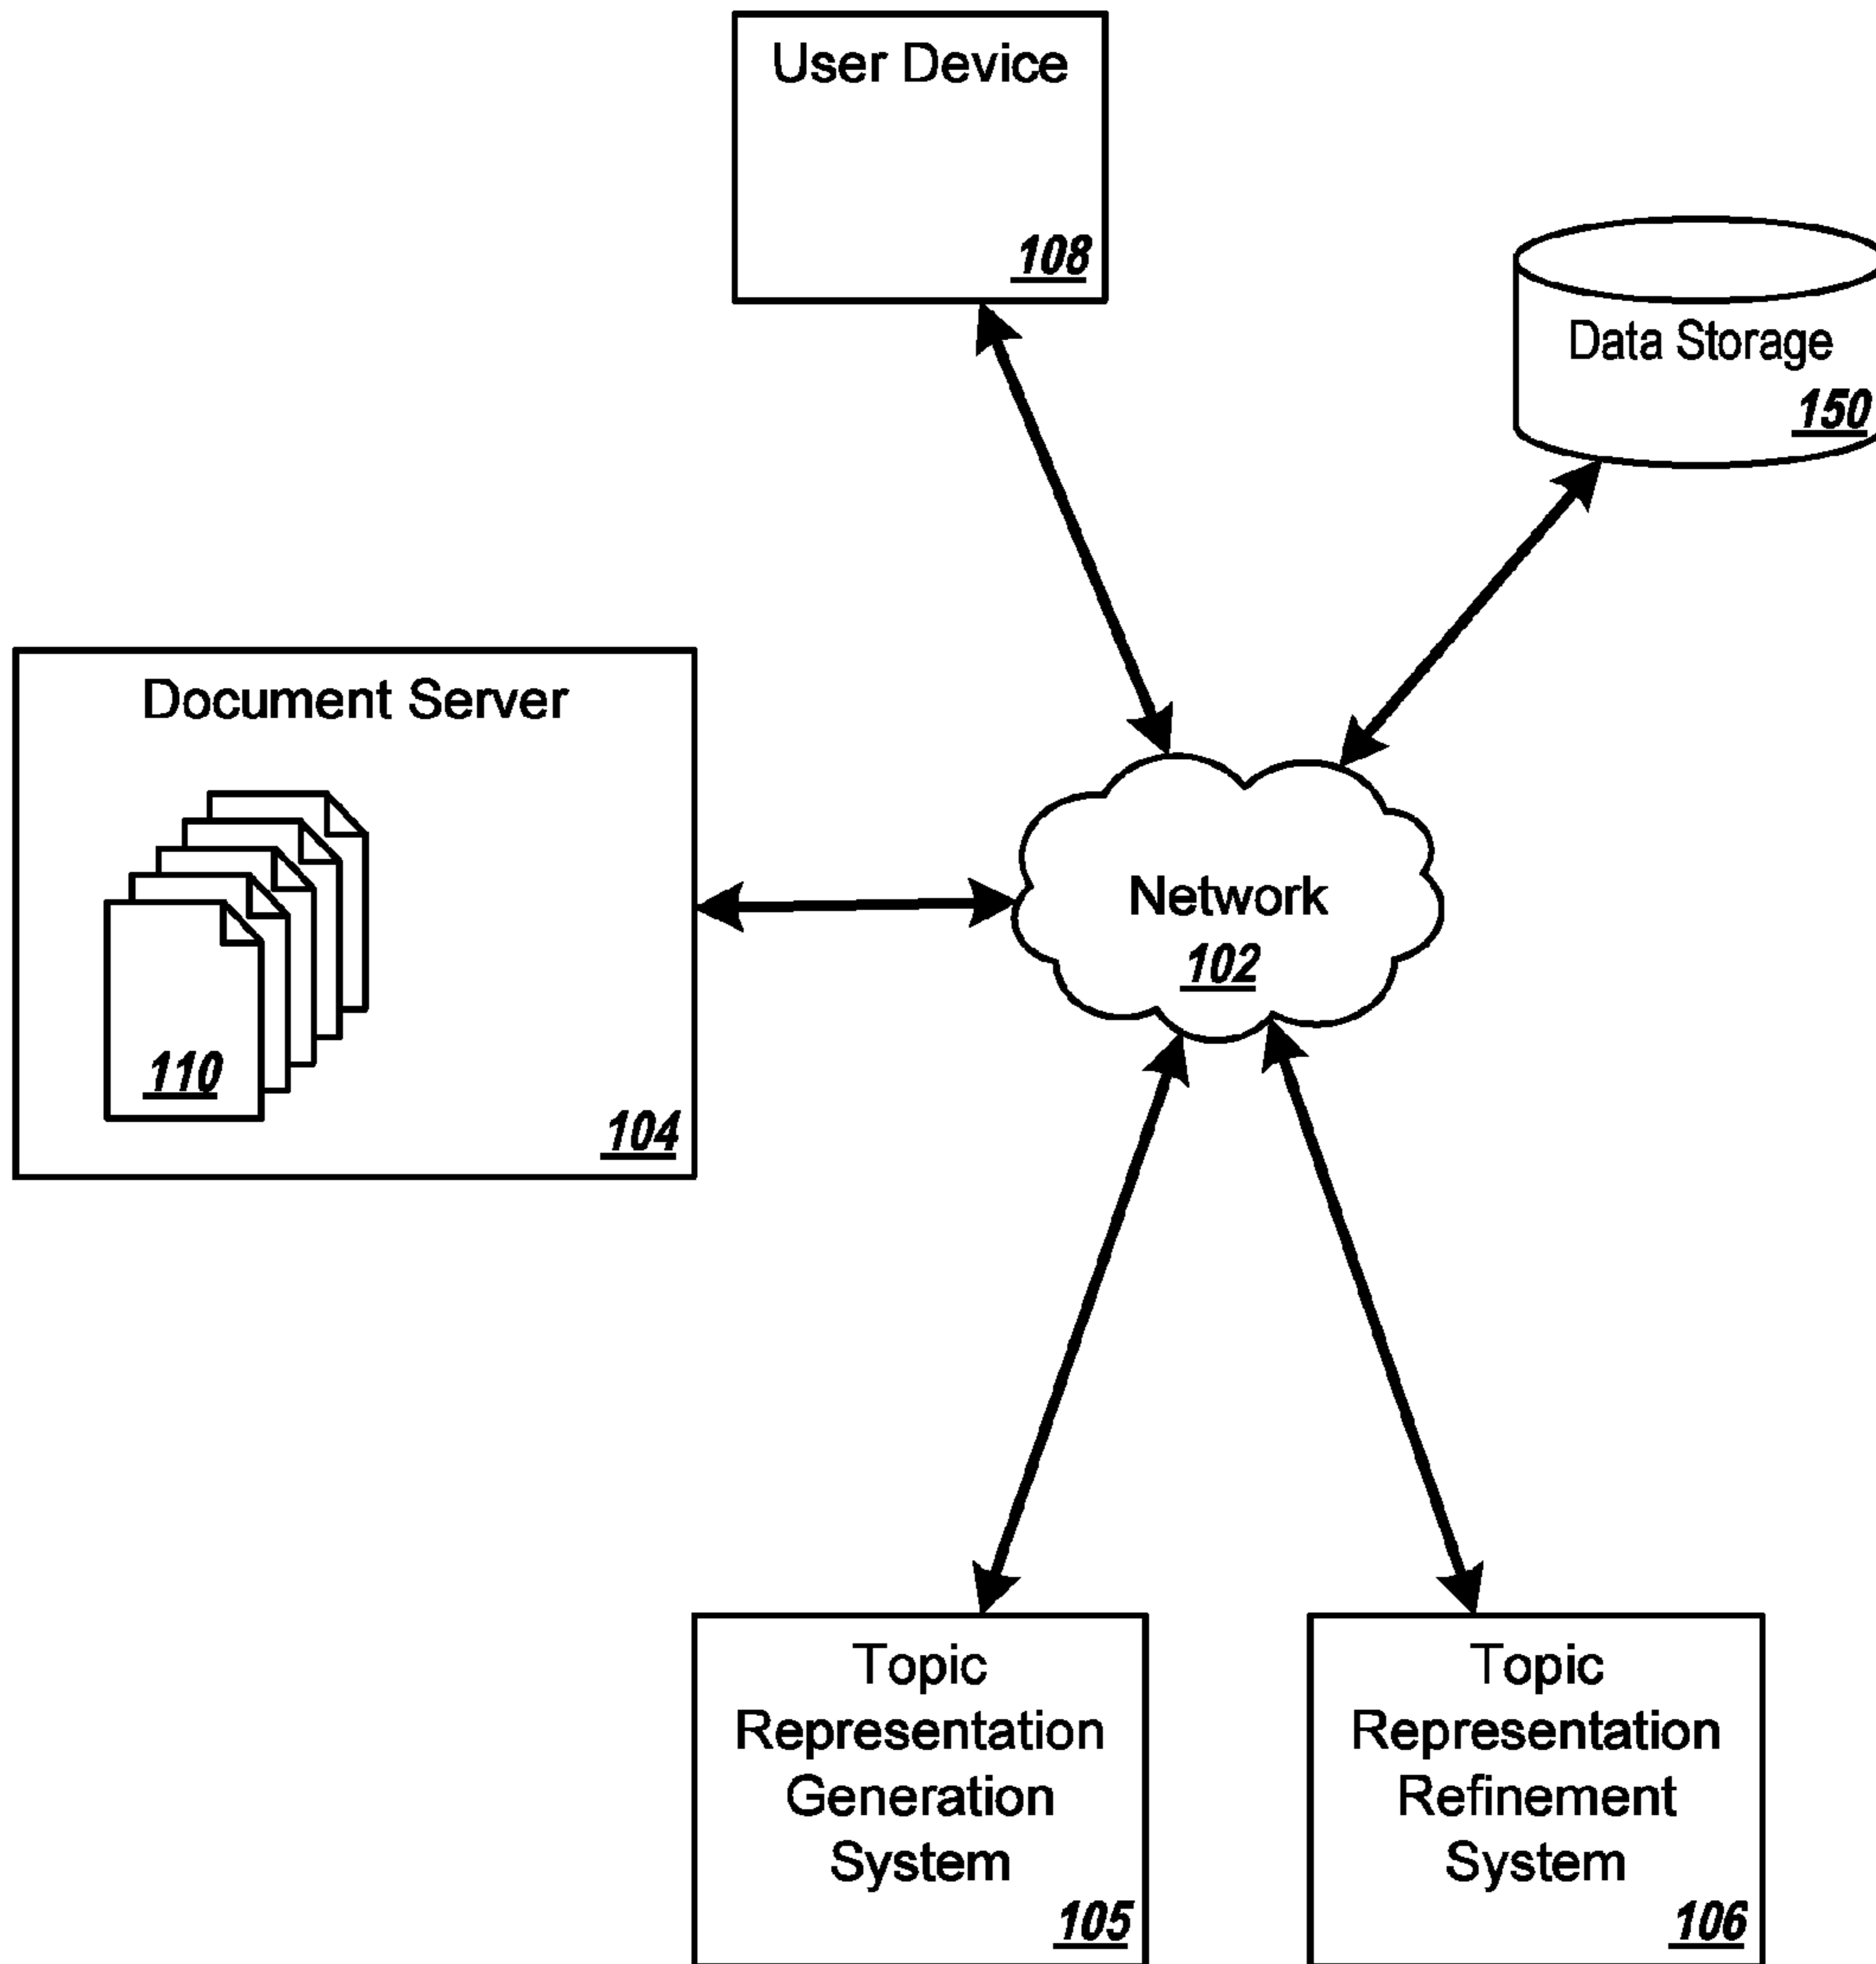 User Device
108
Data Storage
150
Document Server
110
104
Network
102
Topic
Representation
Generation
System
105
Topic
Representation
Refinement
System
106